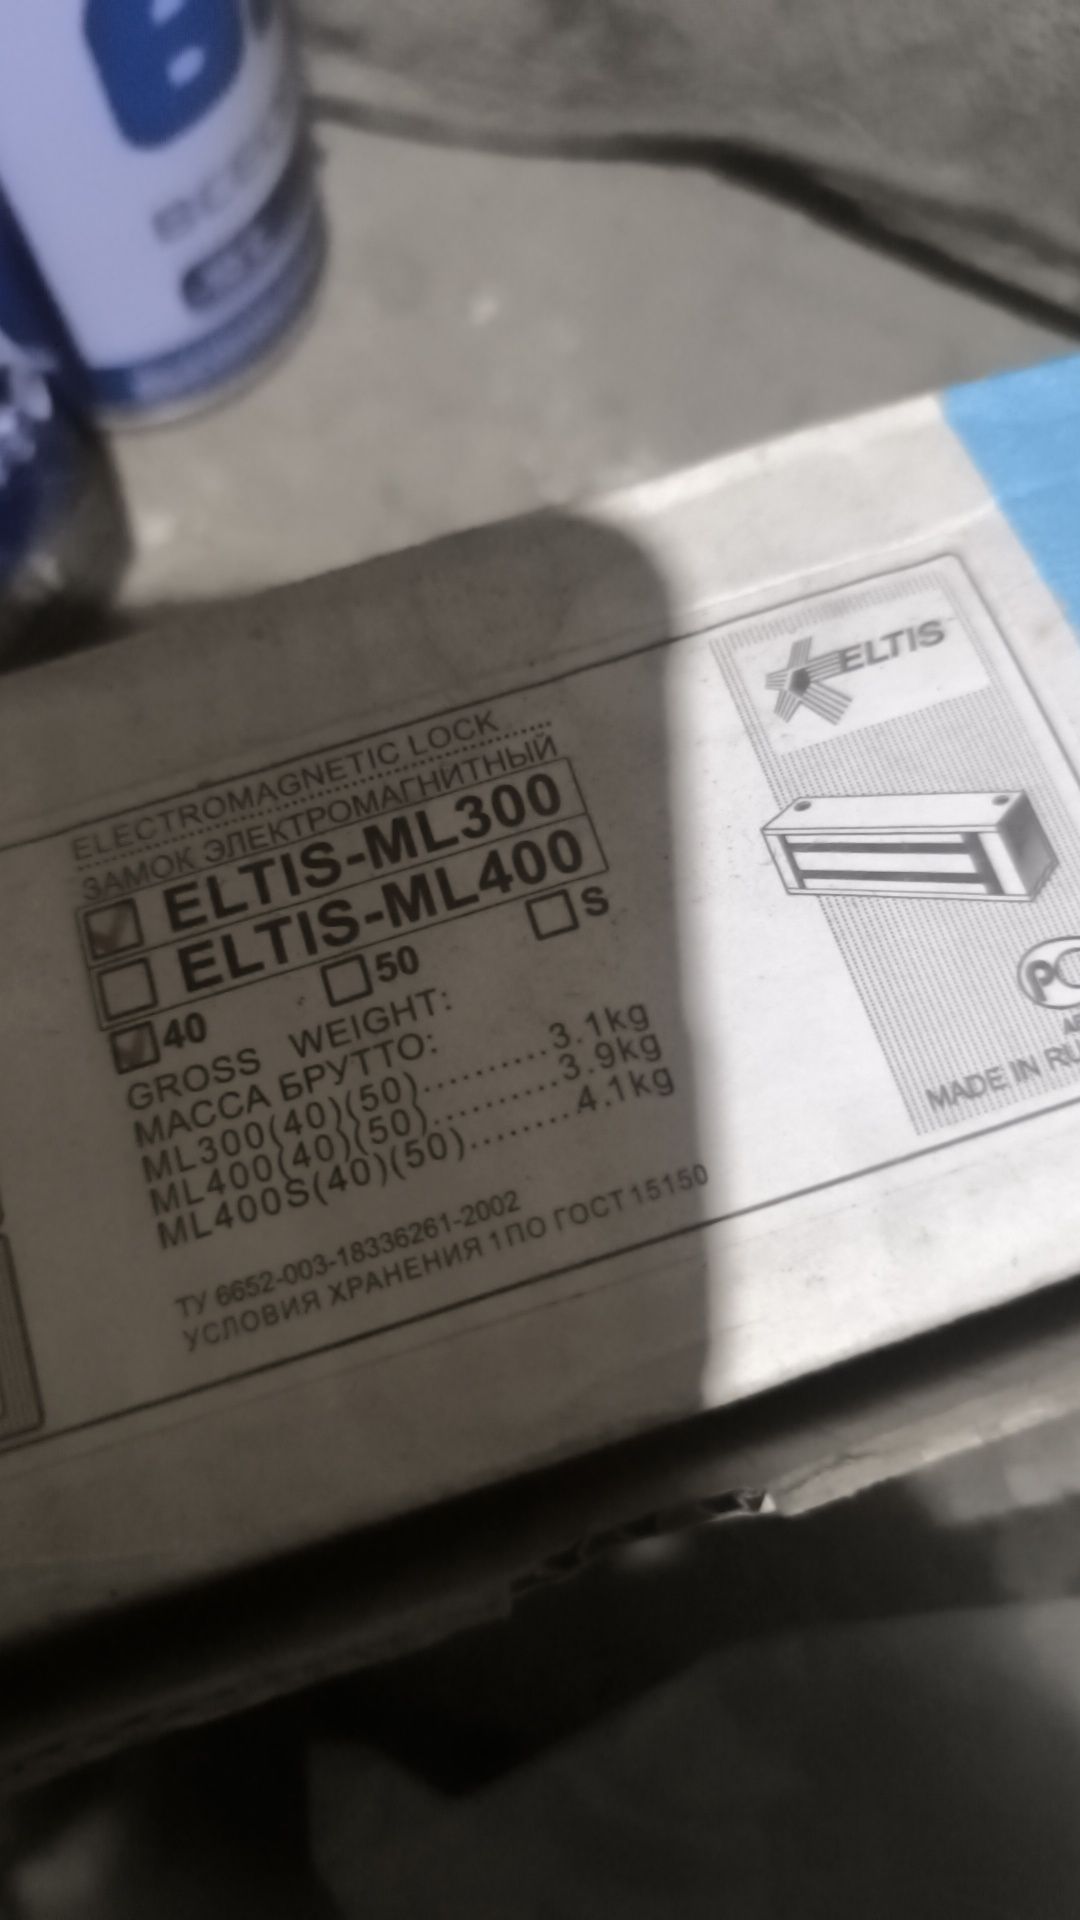 ELECTROMAGNETIC LOCK
ЗАМОК ЭЛЕКТРОМАГНИТНЫЙ
ELTIS-ML300
ELTIS-ML400
40 50 S
GROSS WEIGHT:
МАССА БРУТТО:
ML300(40)(50)..........3.1kg
ML400(40)(50)..........3.9kg
ML400S(40)(50)........4.1kg
ТУ 6652-003-18336261-2002
УСЛОВИЯ ХРАНЕНИЯ 1 ПО ГОСТ 15150
ELTIS
MADE IN